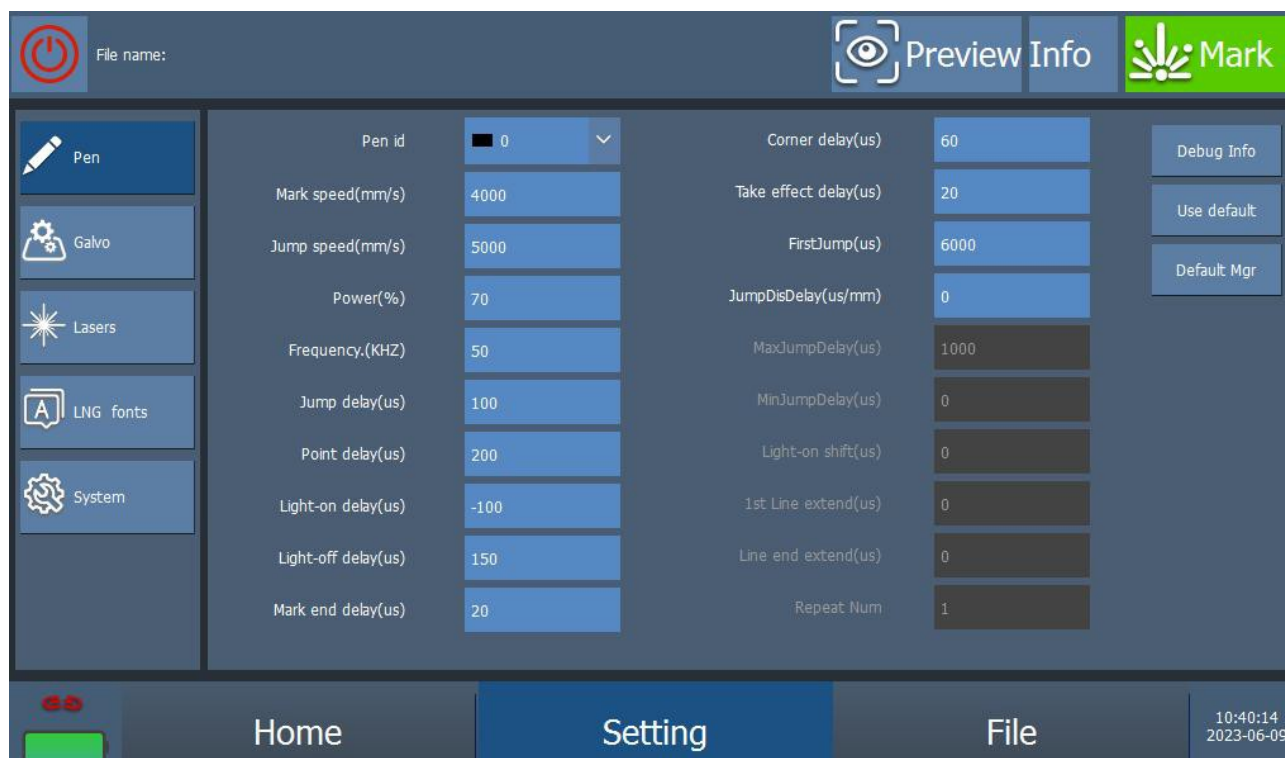 File name:
Preview
Info
Mark
Pen
Galvo
Lasers
LNG fonts
System
Pen id 0
Mark speed(mm/s) 4000
Jump speed(mm/s) 5000
Power(%) 70
Frequency.(KHZ) 50
Jump delay(us) 100
Point delay(us) 200
Light-on delay(us) -100
Light-off delay(us) 150
Mark end delay(us) 20
Corner delay(us) 60
Take effect delay(us) 20
FirstJump(us) 6000
JumpDisDelay(us/mm) 0
MaxJumpDelay(us) 1000
MinJumpDelay(us) 0
Light-on shift(us) 0
1st Line extend(us) 0
Line end extend(us) 0
Repeat Num 1
Debug Info
Use default
Default Mgr
Home
Setting
File
10:40:14
2023-06-09